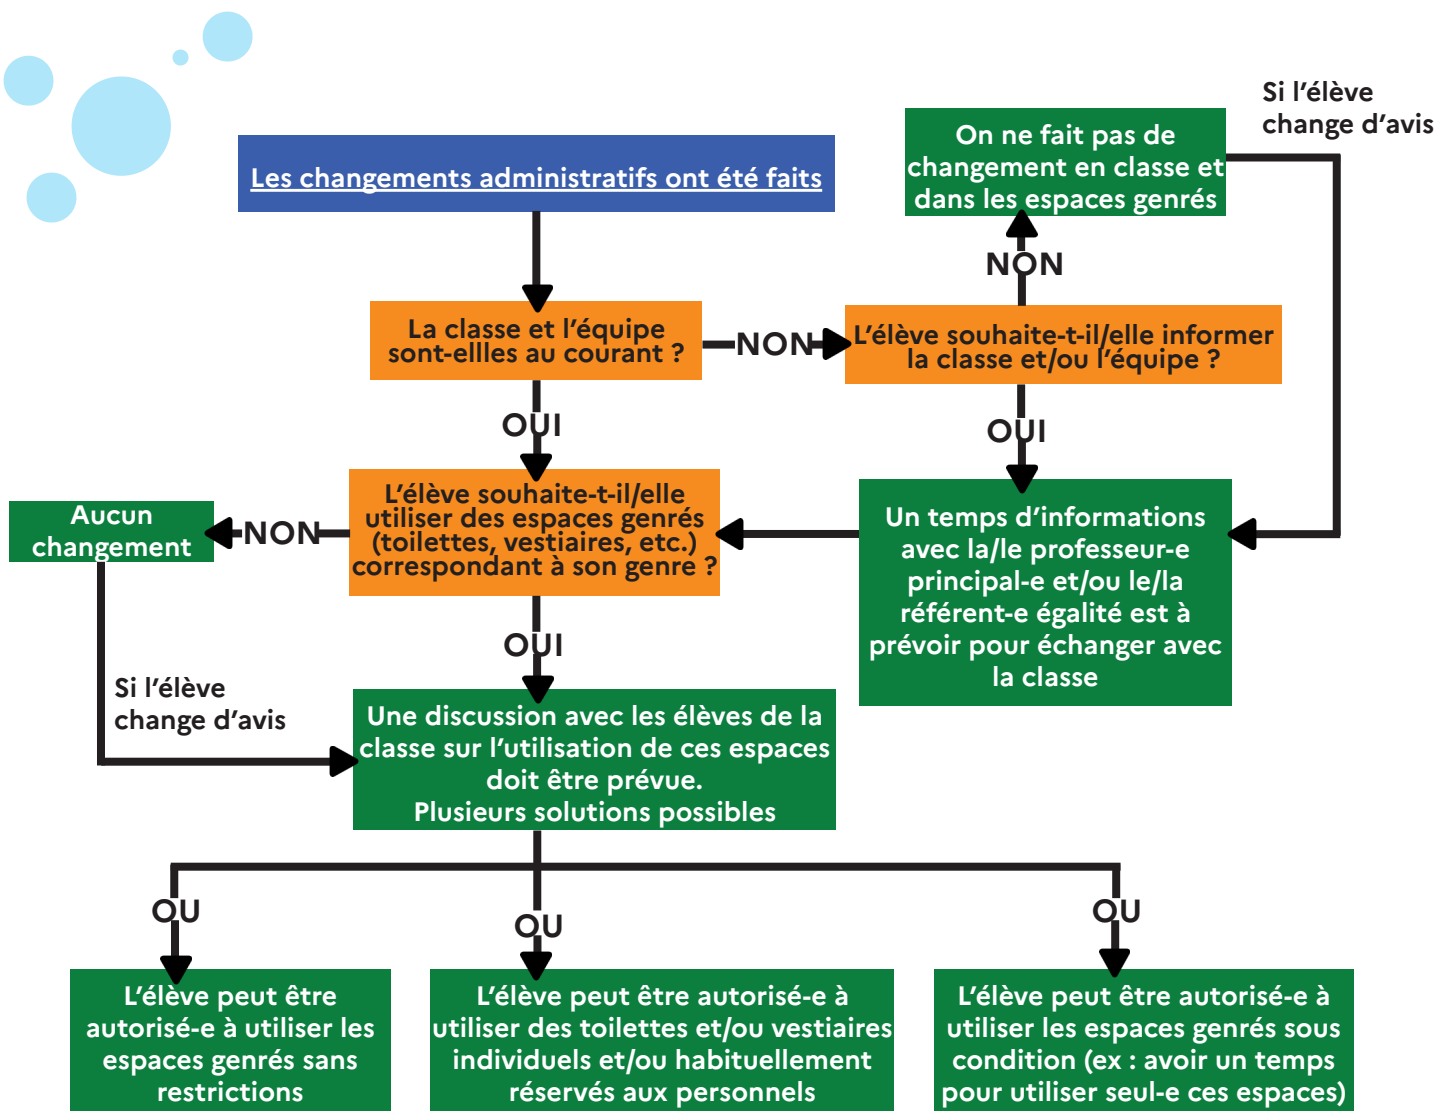 Si l'élève
change d'avis
On ne fait pas de
changement en classe et
dans les espaces genrés
Les changements administratifs ont été faits
NON
La classe et l'équipe
sont-ellles au courant ?
NON
L'élève souhaite-t-il/elle informer
la classe et/ou l'équipe ?
OUI
OUI
L'élève souhaite-t-il/elle
utiliser des espaces genrés
(toilettes, vestiaires, etc.)
correspondant à son genre ?
NON
Aucun
changement
Un temps d'informations
avec la/le professeur-e
principal-e et/ou le/la
référent-e égalité est à
prévoir pour échanger avec
la classe
OUI
Si l'élève
change d'avis
Une discussion avec les élèves de la
classe sur l'utilisation de ces espaces
doit être prévue.
Plusieurs solutions possibles
OU
OU
OU
L'élève peut être
autorisé-e à utiliser les
espaces genrés sans
restrictions
L'élève peut être autorisé-e à
utiliser des toilettes et/ou vestiaires
individuels et/ou habituellement
réservés aux personnels
L'élève peut être autorisé-e à
utiliser les espaces genrés sous
condition (ex : avoir un temps
pour utiliser seul-e ces espaces)